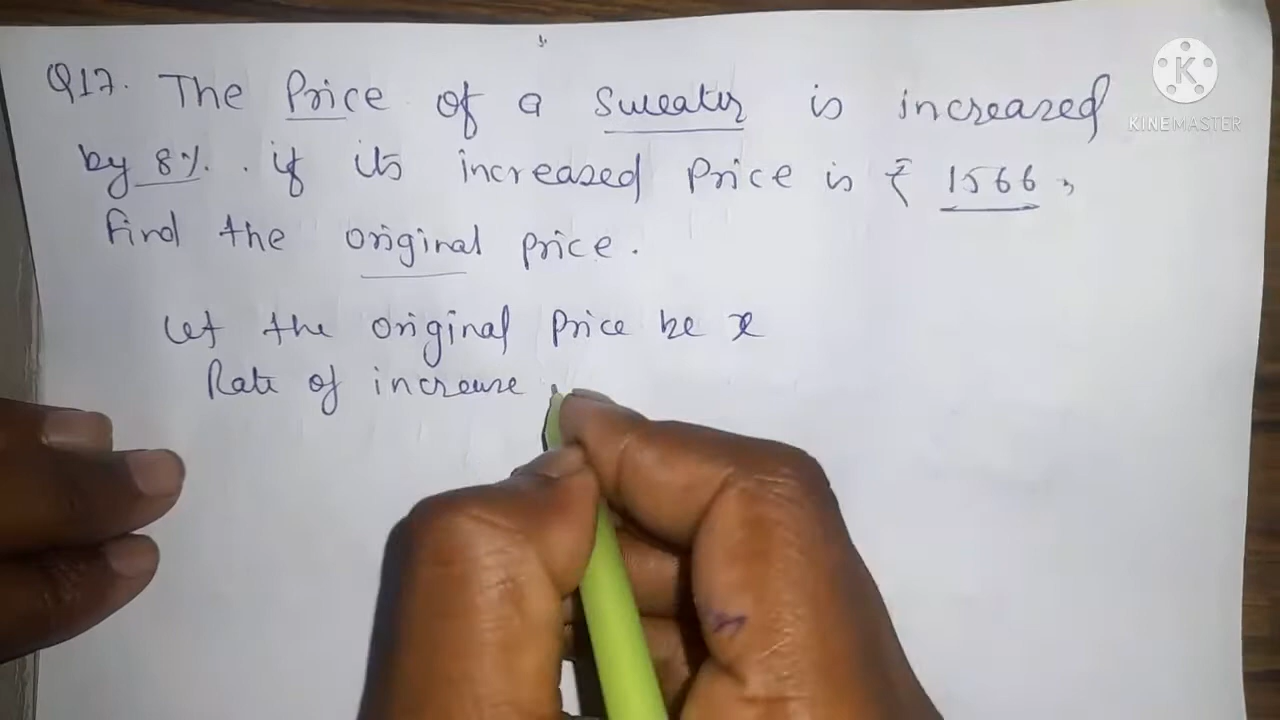 Q17. The Price of a Sweater is increased
by 8%. if its increased Price is ₹ 1566,
find the original price.
Let the original Price be x
Rate of increase
K
KINEMASTER